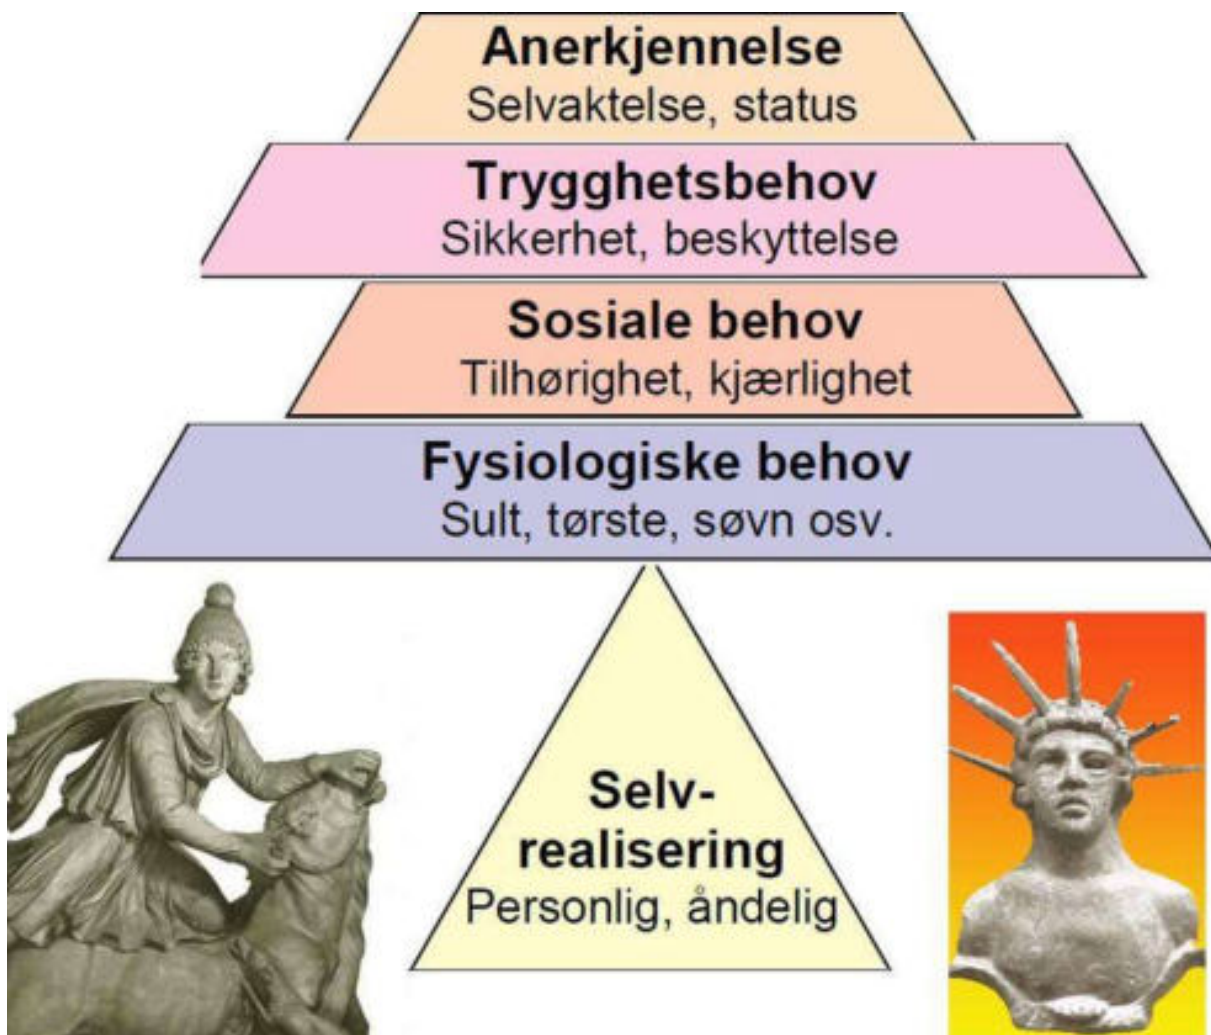 Anerkjennelse
Selvaktelse, status
Trygghetsbehov
Sikkerhet, beskyttelse
Sosiale behov
Tilhørighet, kjærlighet
Fysiologiske behov
Sult, tørste, søvn osv.
Selv-
realisering
Personlig, åndelig